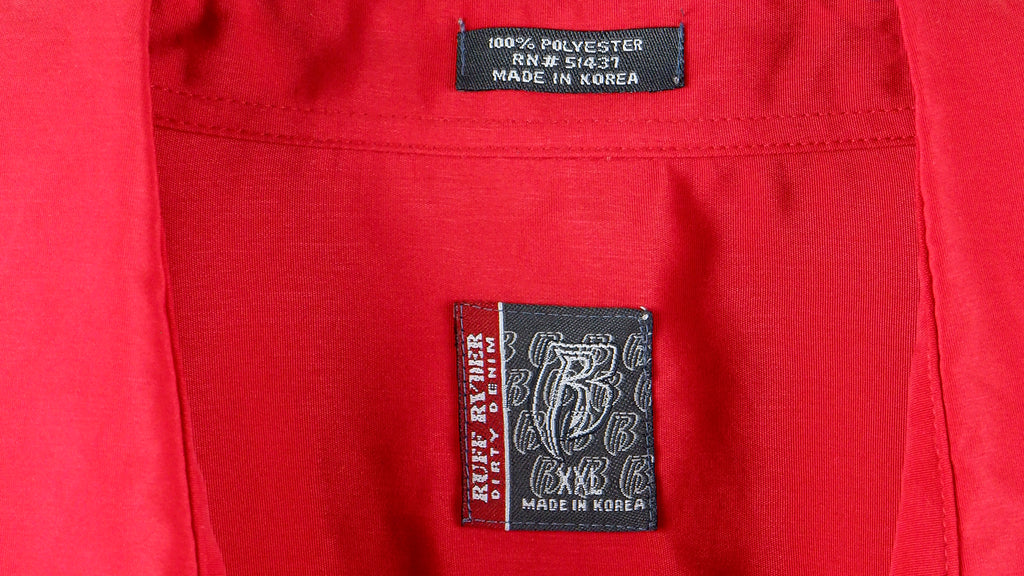 100% POLYESTER
RN# 51437
MADE IN KOREA
RUFF RYDER
DIRTY DENIM
R
XXL
MADE IN KOREA